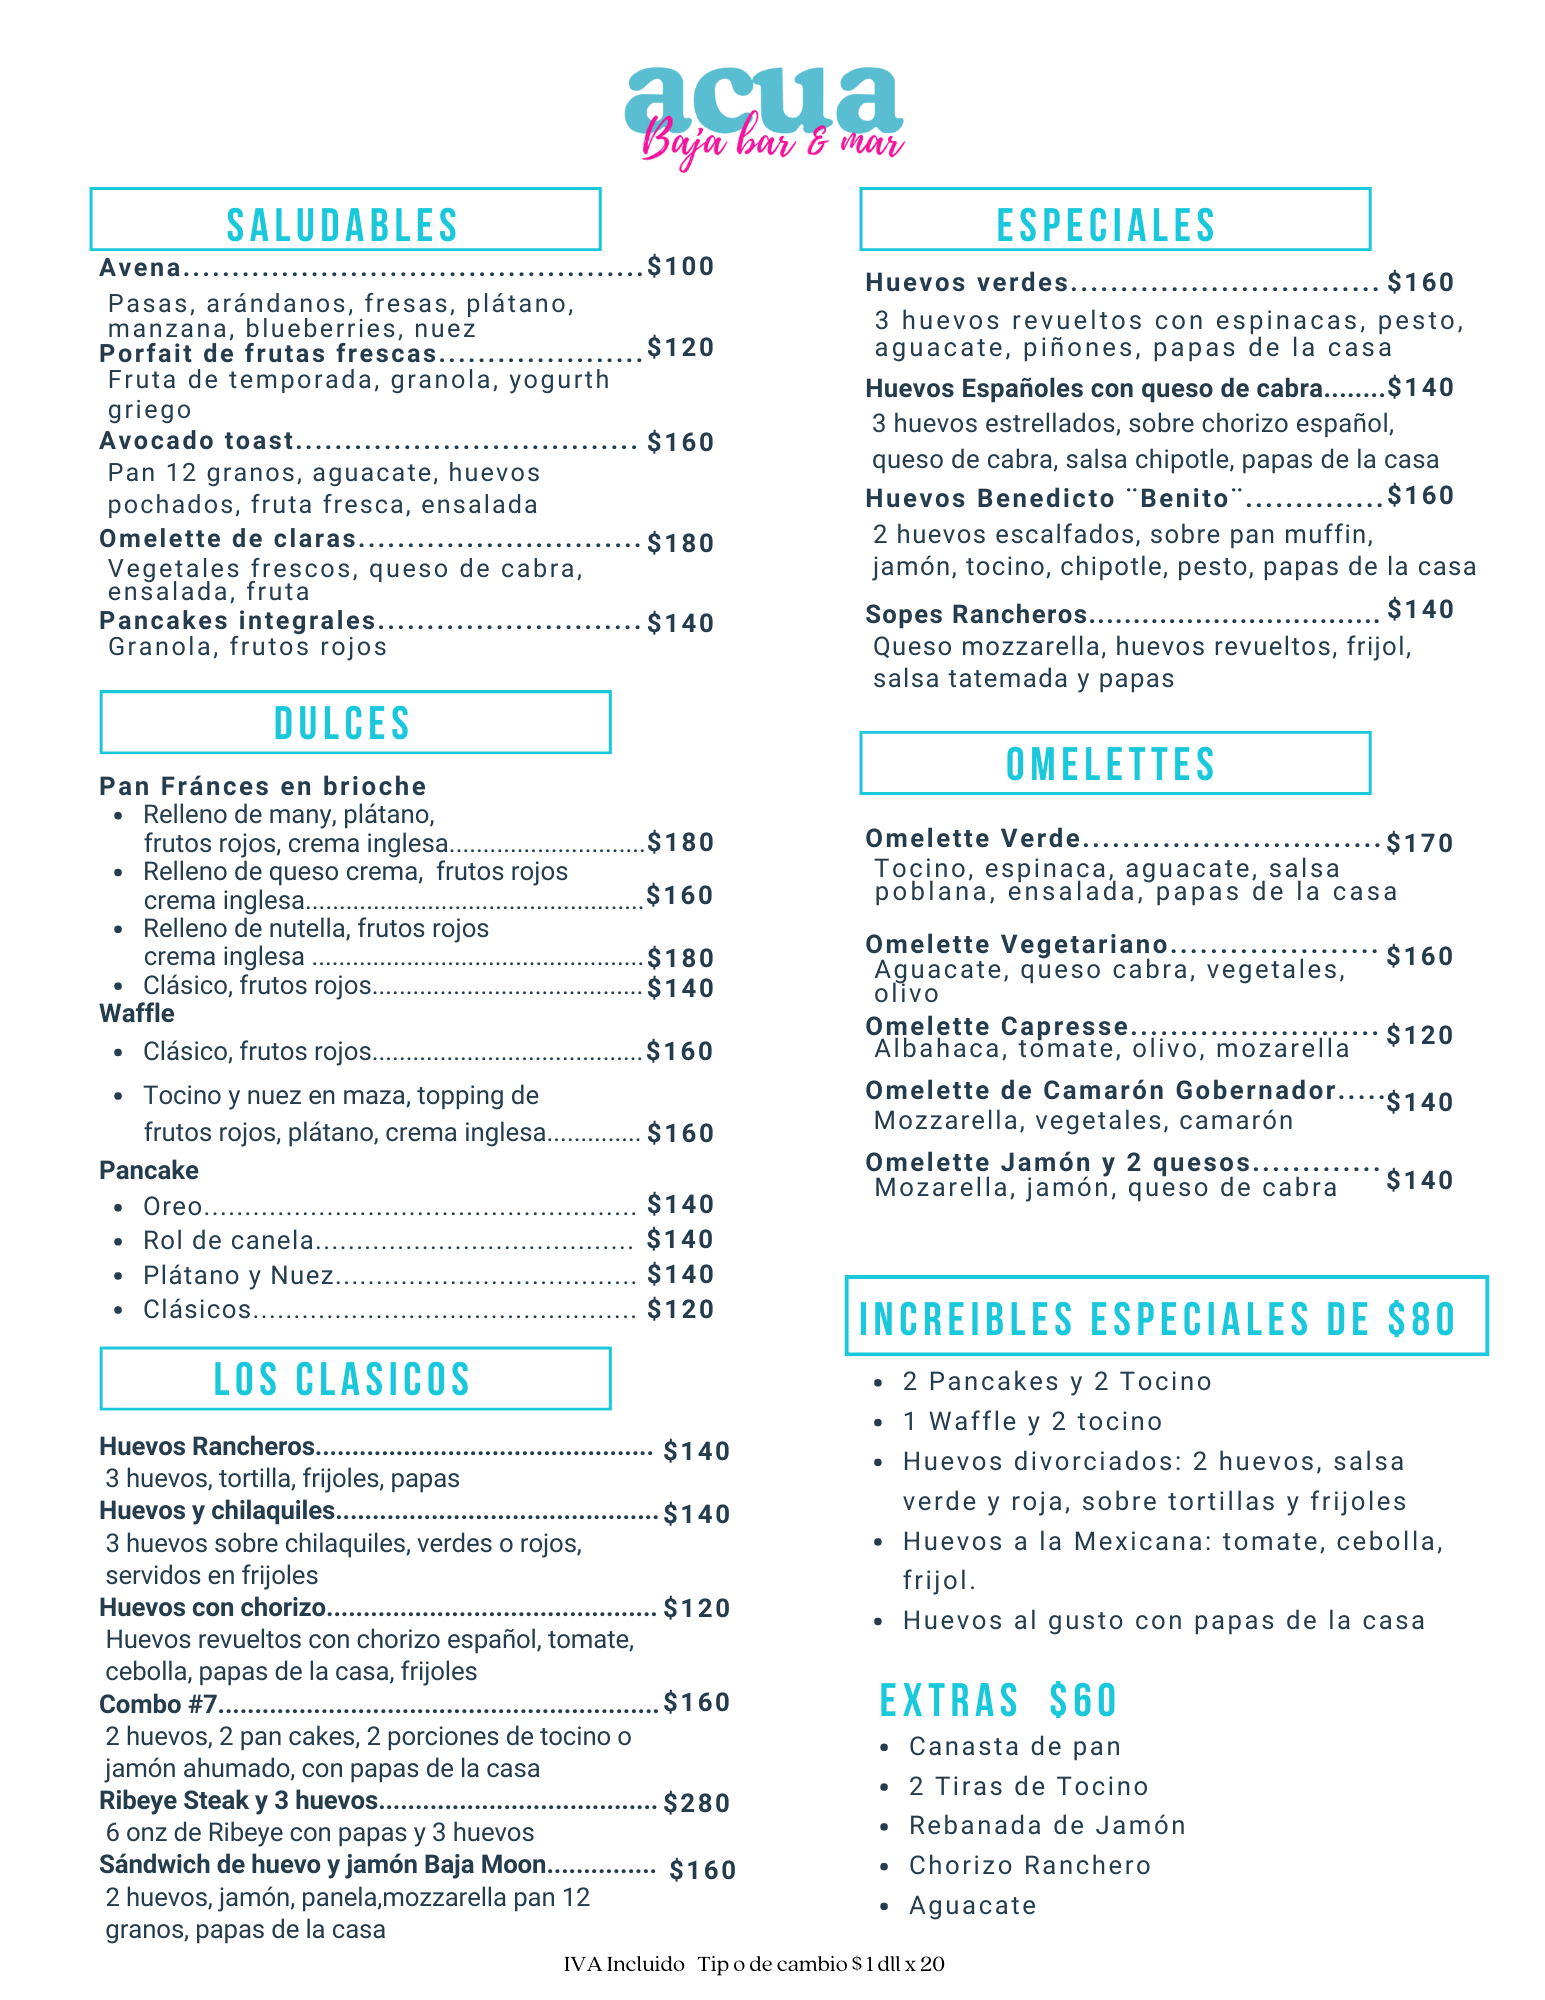 acua
Baja bar & mar
SALUDABLES
Avena.............................................$100
Pasas, arándanos, fresas, plátano,
manzana, blueberries, nuez
Porfait de frutas frescas.....................$120
Fruta de temporada, granola, yogurth
griego
Avocado toast.................................. $160
Pan 12 granos, aguacate, huevos
pochados, fruta fresca, ensalada
Omelette de claras............................. $180
Vegetales frescos, queso de cabra,
ensalada, fruta
Pancakes integrales........................... $140
Granola, frutos rojos
DULCES
Pan Fránces en brioche
• Relleno de many, plátano,
frutos rojos, crema inglesa.............................$180
• Relleno de queso crema,  frutos rojos
crema inglesa..................................................$160
• Relleno de nutella, frutos rojos
crema inglesa .................................................$180
• Clásico, frutos rojos........................................$140
Waffle
• Clásico, frutos rojos........................................$160
• Tocino y nuez en maza, topping de
frutos rojos, plátano, crema inglesa.............. $160
Pancake
• Oreo..................................................... $140
• Rol de canela....................................... $140
• Plátano y Nuez..................................... $140
• Clásicos............................................... $120
LOS CLASICOS
Huevos Rancheros.............................................. $140
3 huevos, tortilla, frijoles, papas
Huevos y chilaquiles............................................$140
3 huevos sobre chilaquiles, verdes o rojos,
servidos en frijoles
Huevos con chorizo............................................. $120
Huevos revueltos con chorizo español, tomate,
cebolla, papas de la casa, frijoles
Combo #7............................................................$160
2 huevos, 2 pan cakes, 2 porciones de tocino o
jamón ahumado, con papas de la casa
Ribeye Steak y 3 huevos...................................... $280
6 onz de Ribeye con papas y 3 huevos
Sándwich de huevo y jamón Baja Moon............... $160
2 huevos, jamón, panela,mozzarella pan 12
granos, papas de la casa
ESPECIALES
Huevos verdes............................... $160
3 huevos revueltos con espinacas, pesto,
aguacate, piñones, papas de la casa
Huevos Españoles con queso de cabra........$140
3 huevos estrellados, sobre chorizo español,
queso de cabra, salsa chipotle, papas de la casa
Huevos Benedicto ¨Benito¨..............$160
2 huevos escalfados, sobre pan muffin,
jamón, tocino, chipotle, pesto, papas de la casa
Sopes Rancheros................................. $140
Queso mozzarella, huevos revueltos, frijol,
salsa tatemada y papas
OMELETTES
Omelette Verde..............................$170
Tocino, espinaca, aguacate, salsa
poblana, ensalada, papas de la casa
Omelette Vegetariano..................... $160
Aguacate, queso cabra, vegetales,
olivo
Omelette Capresse......................... $120
Albahaca, tomate, olivo, mozarella
Omelette de Camarón Gobernador.....$140
Mozzarella, vegetales, camarón
Omelette Jamón y 2 quesos............. $140
Mozarella, jamón, queso de cabra
INCREIBLES ESPECIALES DE $80
• 2 Pancakes y 2 Tocino
• 1 Waffle y 2 tocino
• Huevos divorciados: 2 huevos, salsa
verde y roja, sobre tortillas y frijoles
• Huevos a la Mexicana: tomate, cebolla,
frijol.
• Huevos al gusto con papas de la casa
EXTRAS  $60
• Canasta de pan
• 2 Tiras de Tocino
• Rebanada de Jamón
• Chorizo Ranchero
• Aguacate
IVA Incluido  Tip o de cambio $ 1 dll x 20